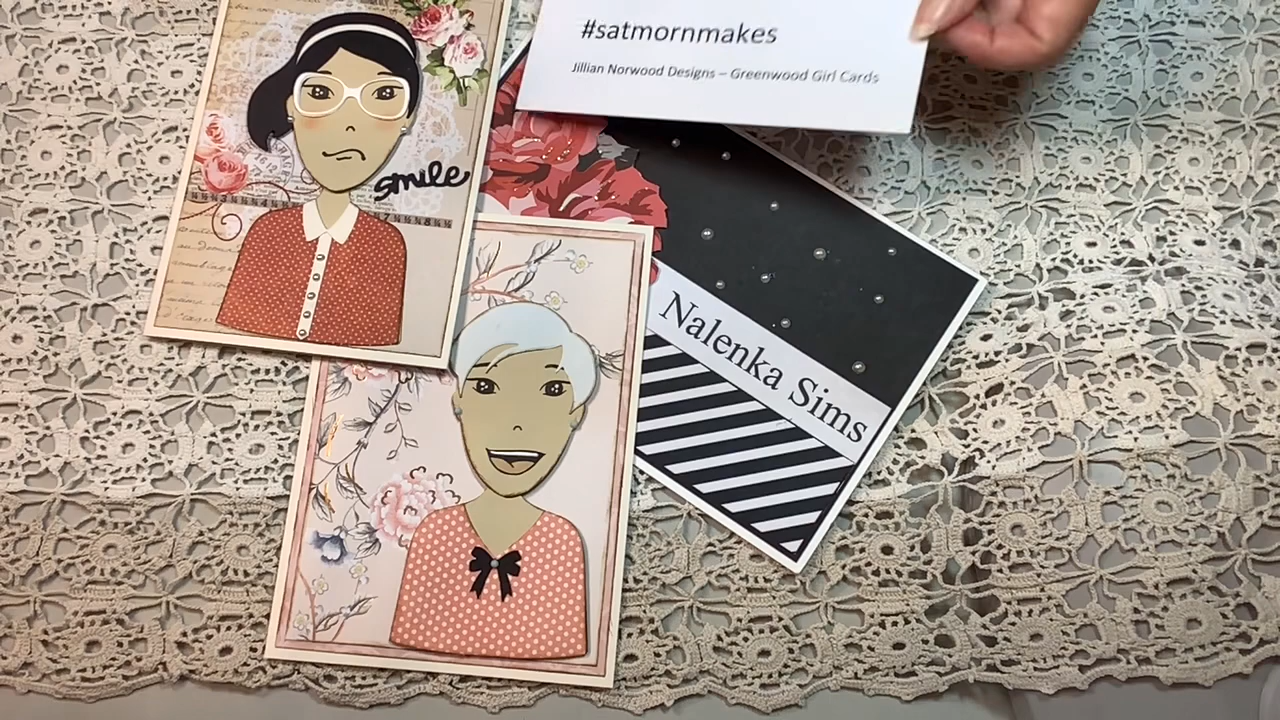 #satmornmakes
Jillian Norwood Designs – Greenwood Girl Cards
smile
Nalenka Sims